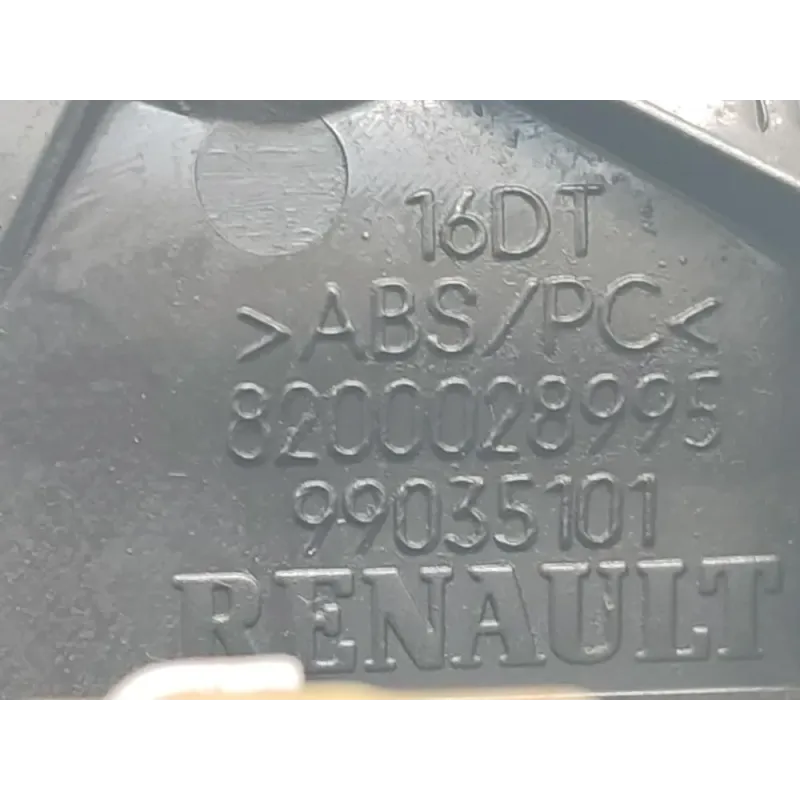 16DT
>ABS/PC<
8200028995
99035101
RENAULT